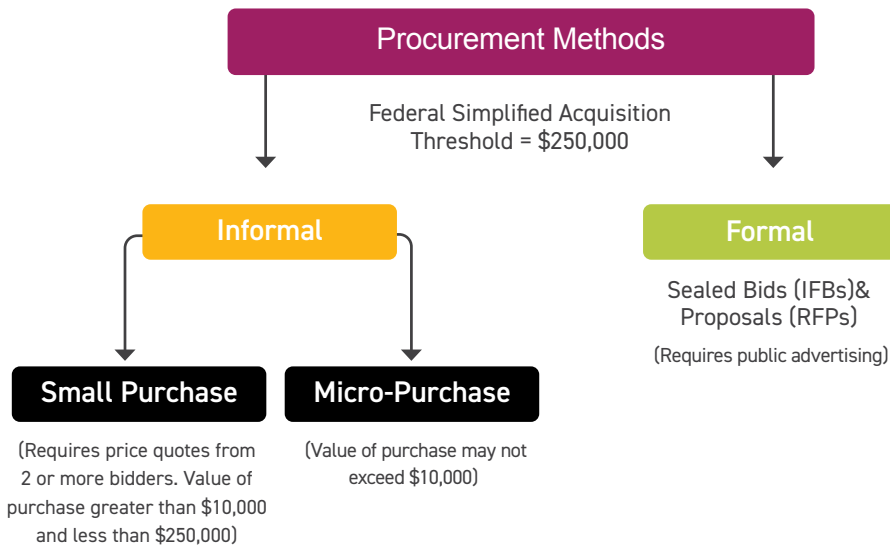 Procurement Methods
Federal Simplified Acquisition
Threshold = $250,000
Informal
Formal
Sealed Bids (IFBs)&
Proposals (RFPs)
(Requires public advertising)
Small Purchase
Micro-Purchase
(Requires price quotes from
2 or more bidders. Value of
purchase greater than $10,000
and less than $250,000)
(Value of purchase may not
exceed $10,000)